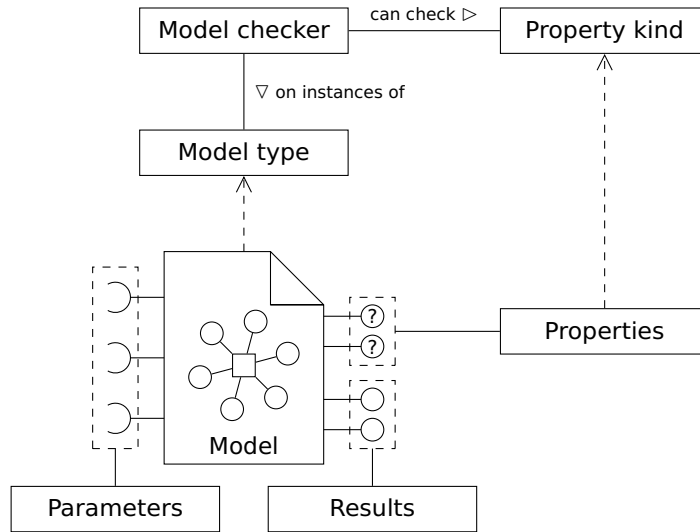 Model checker
can check ▷
Property kind
▽ on instances of
Model type
?
?
Properties
Model
Parameters
Results